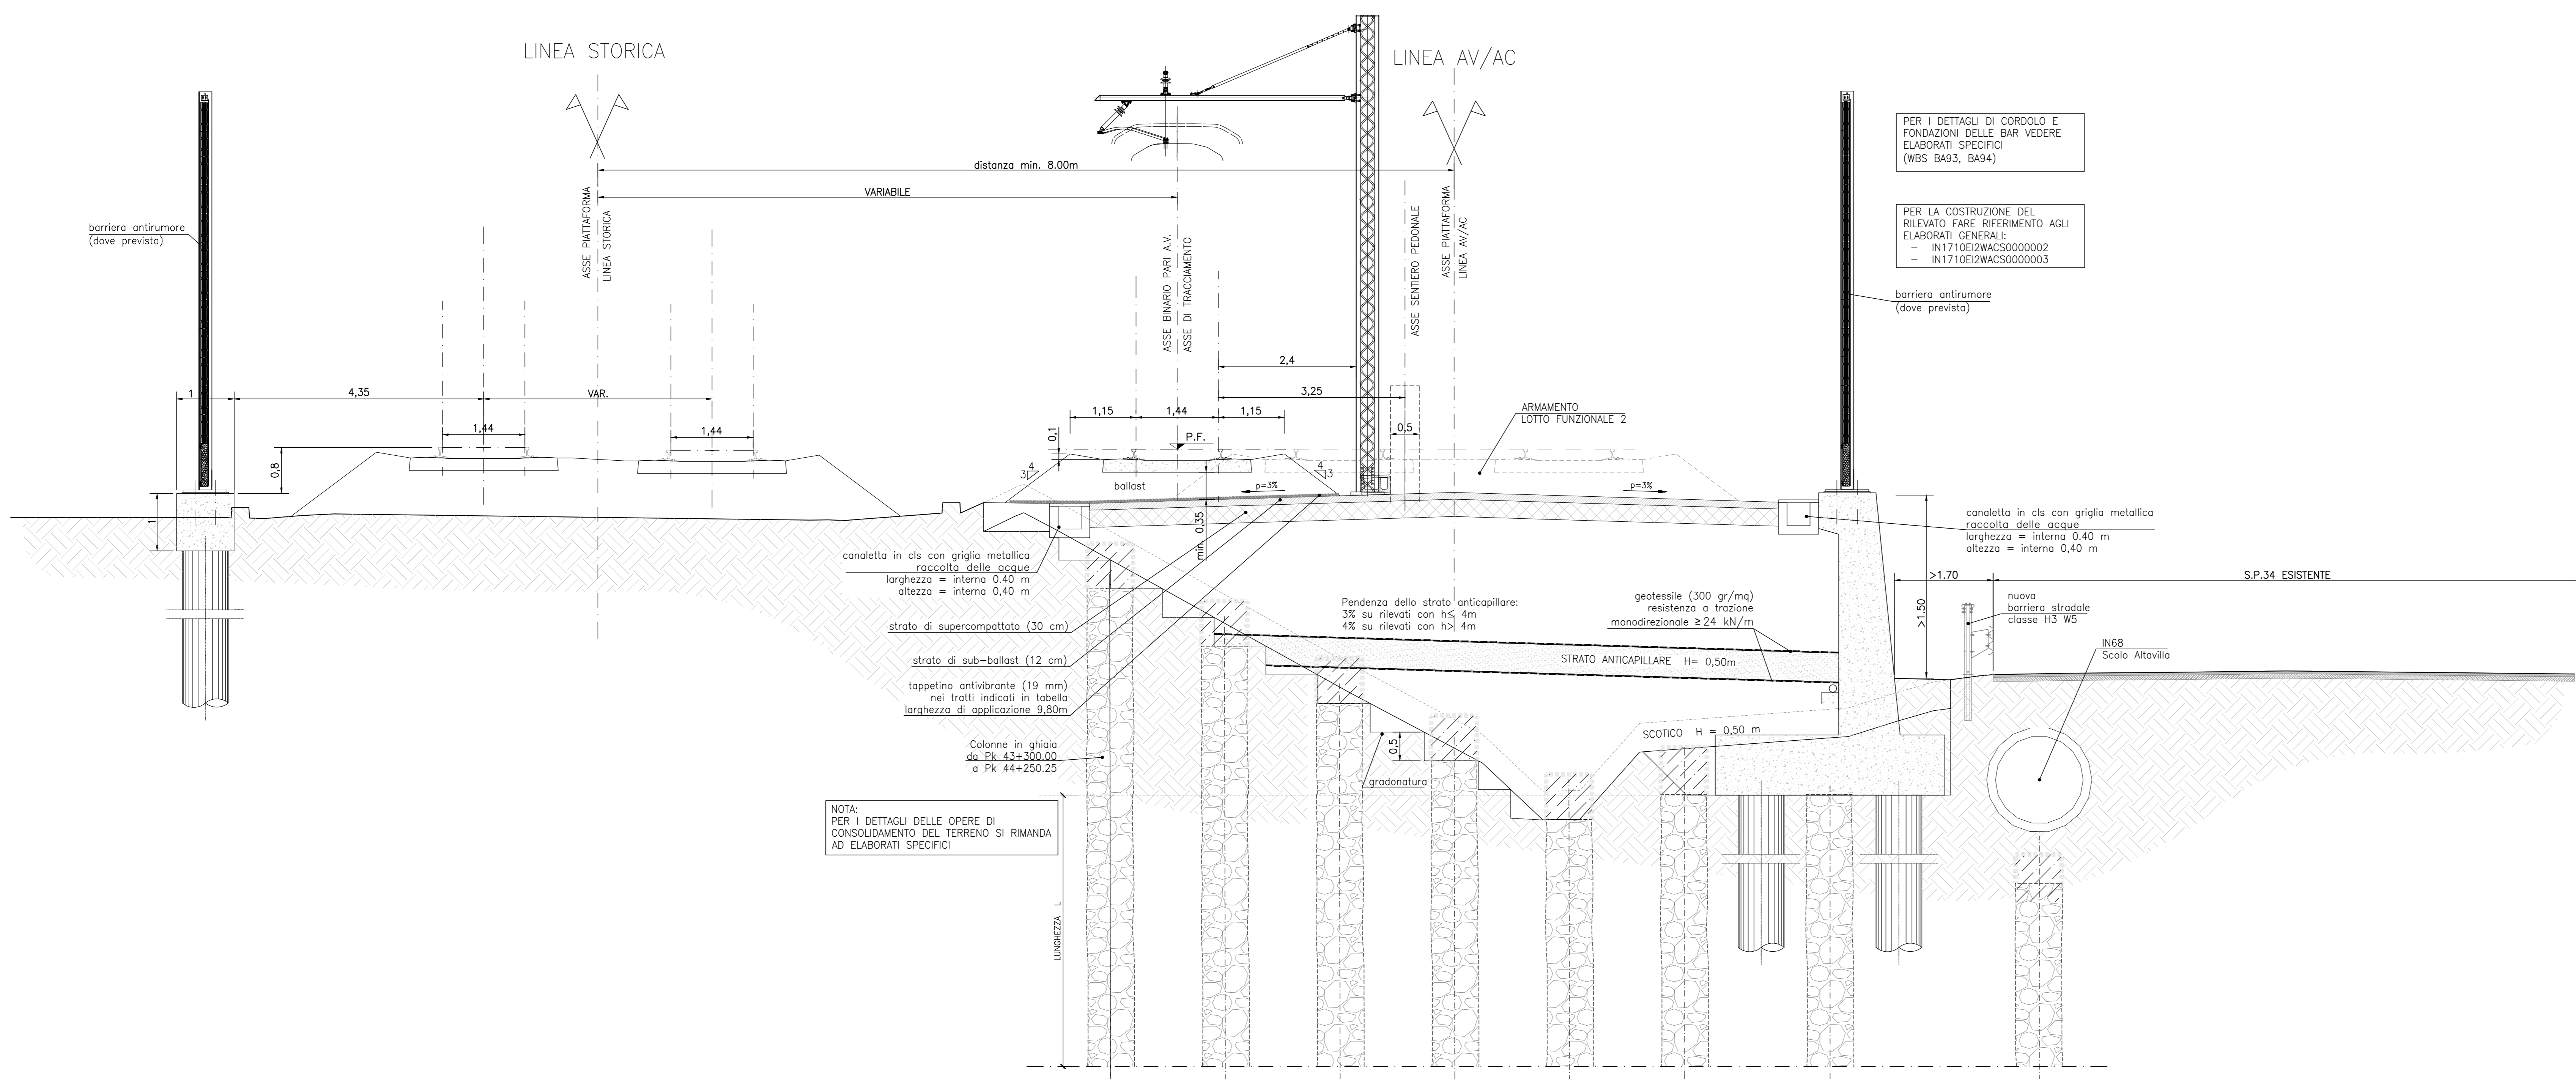 LINEA STORICA
LINEA AV/AC
distanza min. 8.00m
VARIABILE
ASSE PIATTAFORMA
LINEA STORICA
ASSE BINARIO PARI A.V.
ASSE DI TRACCIAMENTO
ASSE SENTIERO PEDONALE
ASSE PIATTAFORMA
LINEA AV/AC
PER I DETTAGLI DI CORDOLO E
FONDAZIONI DELLE BAR VEDERE
ELABORATI SPECIFICI
(WBS BA93, BA94)
PER LA COSTRUZIONE DEL
RILEVATO FARE RIFERIMENTO AGLI
ELABORATI GENERALI:
- IN1710EI2WACS0000002
- IN1710EI2WACS0000003
barriera antirumore
(dove prevista)
barriera antirumore
(dove prevista)
1
4,35
VAR.
1,44
1,44
0,8
1
2,4
3,25
1,15
1,44
1,15
0,1
P.F.
0,5
ARMAMENTO
LOTTO FUNZIONALE 2
4
3
4
3
ballast
p=3%
p=3%
min. 0,35
canaletta in cls con griglia metallica
raccolta delle acque
larghezza = interna 0.40 m
altezza = interna 0,40 m
canaletta in cls con griglia metallica
raccolta delle acque
larghezza = interna 0.40 m
altezza = interna 0,40 m
strato di supercompattato (30 cm)
strato di sub-ballast (12 cm)
tappetino antivibrante (19 mm)
nei tratti indicati in tabella
larghezza di applicazione 9,80m
Colonne in ghiaia
da Pk 43+300.00
a Pk 44+250.25
NOTA:
PER I DETTAGLI DELLE OPERE DI
CONSOLIDAMENTO DEL TERRENO SI RIMANDA
AD ELABORATI SPECIFICI
Pendenza dello strato anticapillare:
3% su rilevati con h≤ 4m
4% su rilevati con h> 4m
geotessile (300 gr/mq)
resistenza a trazione
monodirezionale ≥24 kN/m
STRATO ANTICAPILLARE H= 0,50m
SCOTICO H = 0,50 m
0,5
gradonatura
LUNGHEZZA L
>1.50
>1.70
S.P.34 ESISTENTE
nuova
barriera stradale
classe H3 W5
IN68
Scolo Altavilla